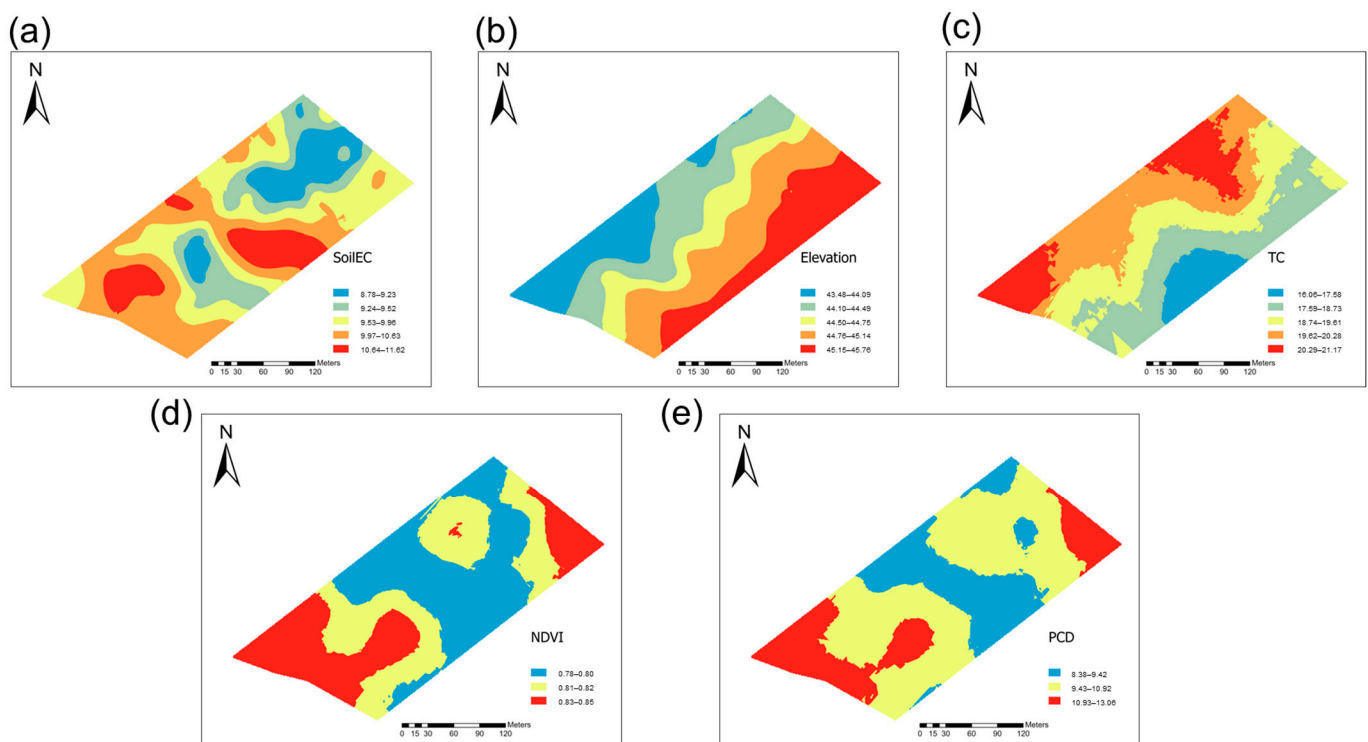 (a)
N
SoilEC
8.78–9.23
9.24–9.52
9.53–9.96
9.97–10.63
10.64–11.62
Meters
0 15 30 60 90 120
(b)
N
Elevation
43.48–44.09
44.10–44.49
44.50–44.75
44.76–45.14
45.15–45.76
Meters
0 15 30 60 90 120
(c)
N
TC
16.06–17.58
17.59–18.73
18.74–19.61
19.62–20.28
20.29–21.17
Meters
0 15 30 60 90 120
(d)
N
NDVI
0.78–0.80
0.81–0.82
0.83–0.85
Meters
0 15 30 60 90 120
(e)
N
PCD
8.38–9.42
9.43–10.92
10.93–13.06
Meters
0 15 30 60 90 120